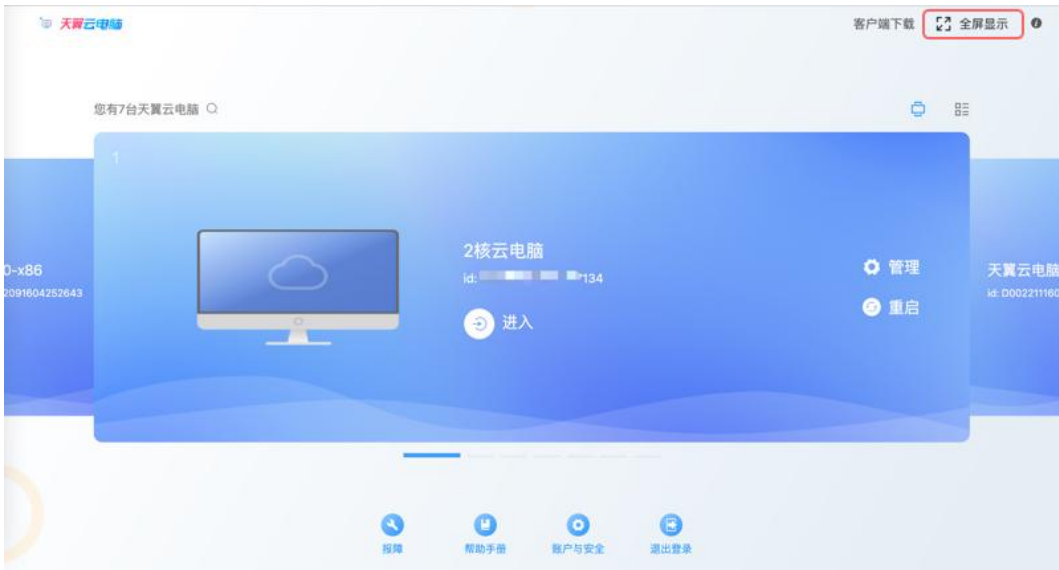 天翼云电脑
客户端下载
全屏显示
您有7台天翼云电脑
1
2核云电脑
id:
134
进入
管理
重启
0-x86
2091604252643
天翼云电脑
id: D002211160
报障
帮助手册
账户与安全
退出登录